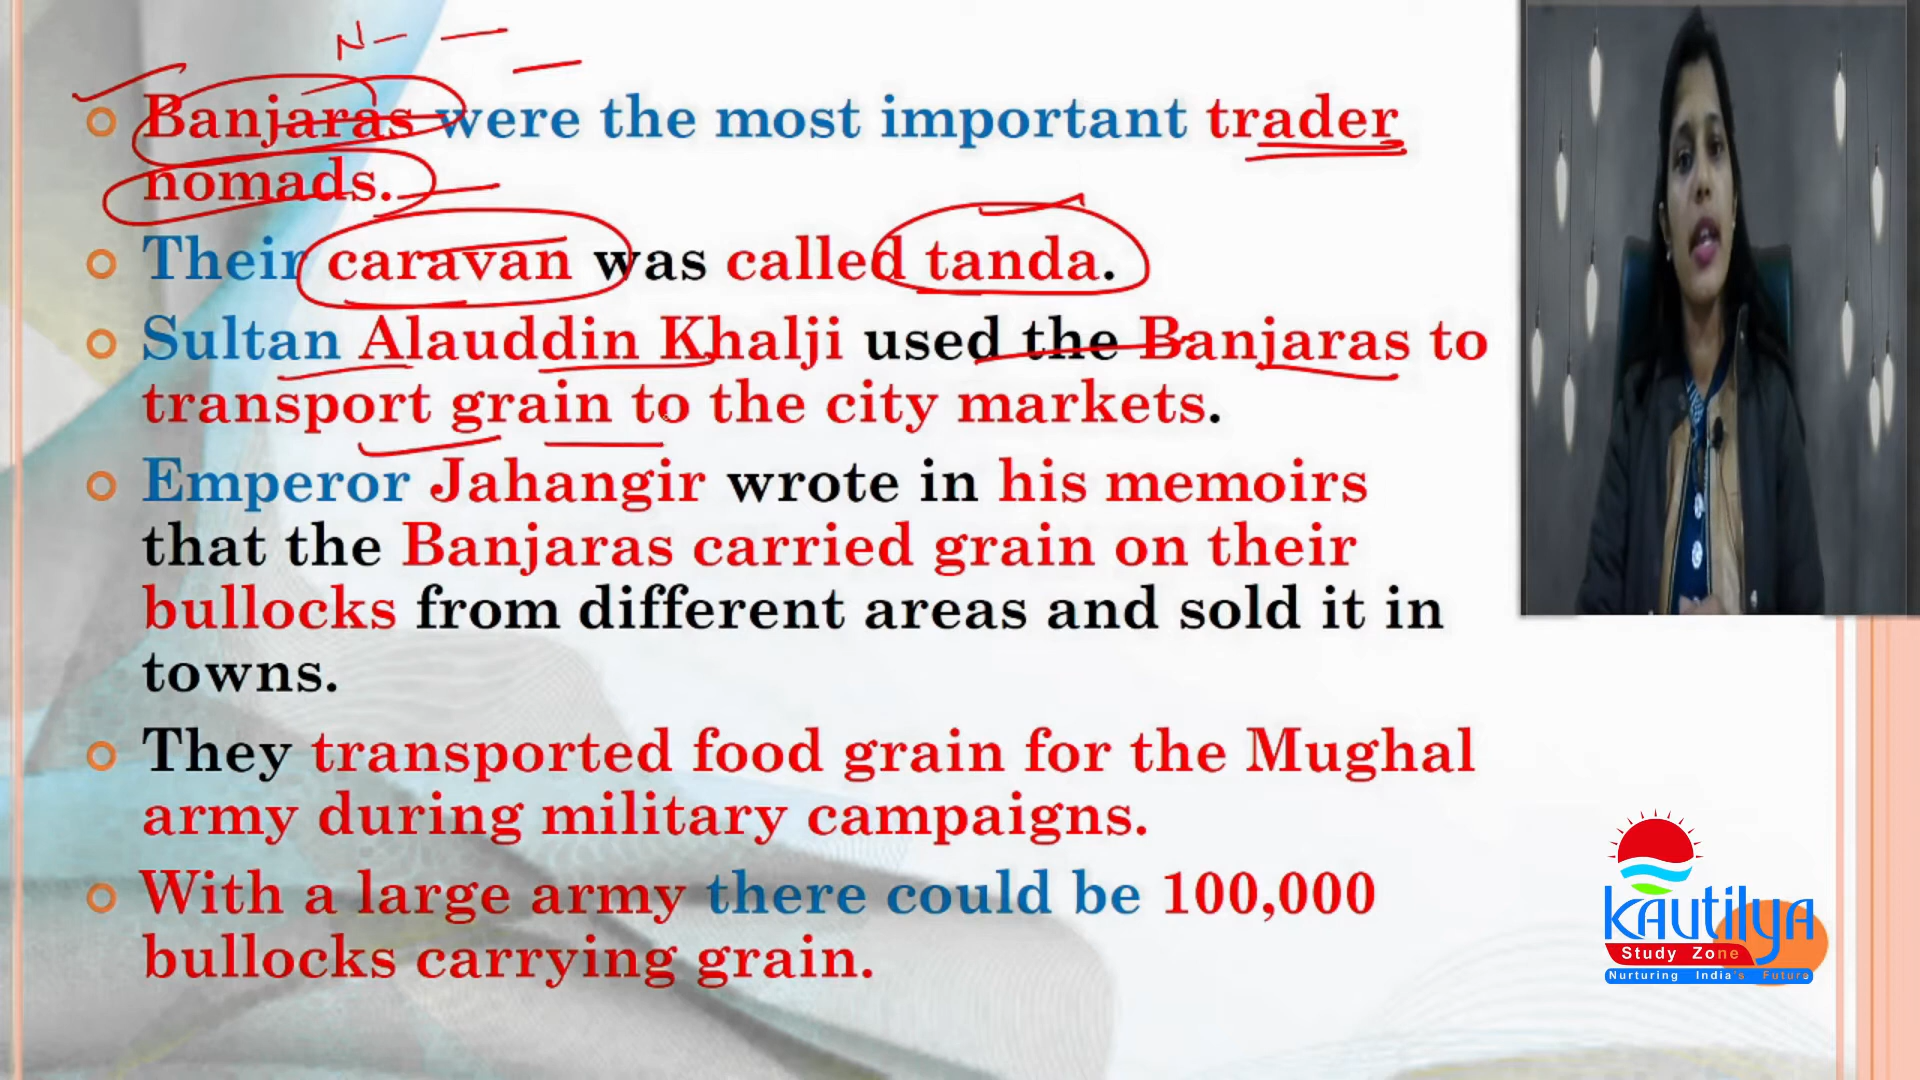 N
Banjaras were the most important trader
nomads.
Their caravan was called tanda.
Sultan Alauddin Khalji used the Banjaras to
transport grain to the city markets.
Emperor Jahangir wrote in his memoirs
that the Banjaras carried grain on their
bullocks from different areas and sold it in
towns.
They transported food grain for the Mughal
army during military campaigns.
With a large army there could be 100,000
bullocks carrying grain.
kautilya
Study Zone
Nurturing India's Future